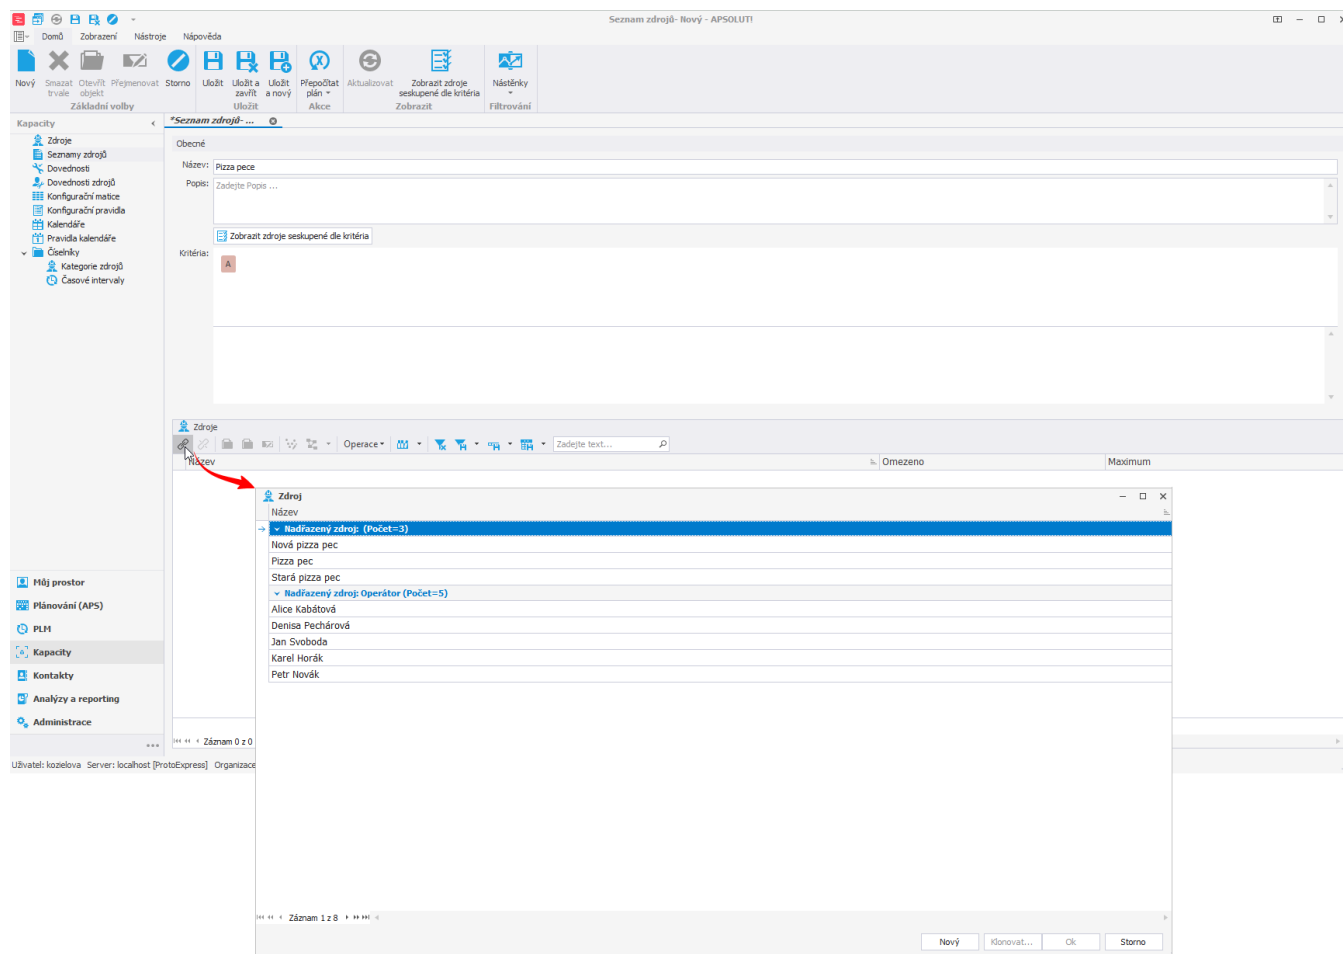 Seznam zdrojů- Nový - APSOLUT!
Domů Zobrazení Nástroje Nápověda
Nový Smazat trvale Otevřít objekt Přejmenovat Storno Uložit Uložit a zavřít Uložit a nový Přepočítat plán Aktualizovat Zobrazit zdroje seskupené dle kritéria Nástěnky
Základní volby Uložit Akce Zobrazit Filtrování
Kapacity
*Seznam zdrojů- ...
Zdroje
Seznamy zdrojů
Dovednosti
Dovednosti zdrojů
Konfigurační matice
Konfigurační pravidla
Kalendáře
Pravidla kalendáře
Číselníky
Kategorie zdrojů
Časové intervaly
Obecné
Název: Pizza pece
Popis: Zadejte Popis ...
Zobrazit zdroje seskupené dle kritéria
Kritéria:
A
Zdroje
Operace Zadejte text...
Název Omezeno Maximum
Zdroj
Název
Nadřazený zdroj: (Počet=3)
Nová pizza pec
Pizza pec
Stará pizza pec
Nadřazený zdroj: Operátor (Počet=5)
Alice Kabátová
Denisa Pechárová
Jan Svoboda
Karel Horák
Petr Novák
Můj prostor
Plánování (APS)
PLM
Kapacity
Kontakty
Analýzy a reporting
Administrace
Záznam 0 z 0
Uživatel: kozielova Server: localhost [ProtoExpress] Organizace
Záznam 1 z 8
Nový Klonovat... Ok Storno